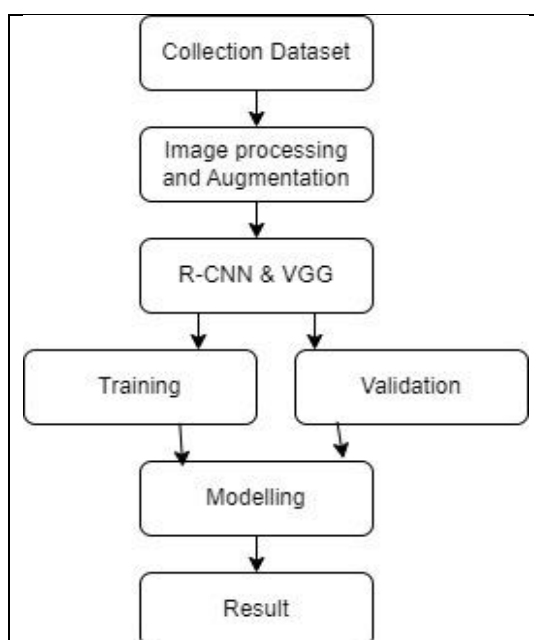 Collection Dataset
Image processing
and Augmentation
R-CNN & VGG
Training
Validation
Modelling
Result